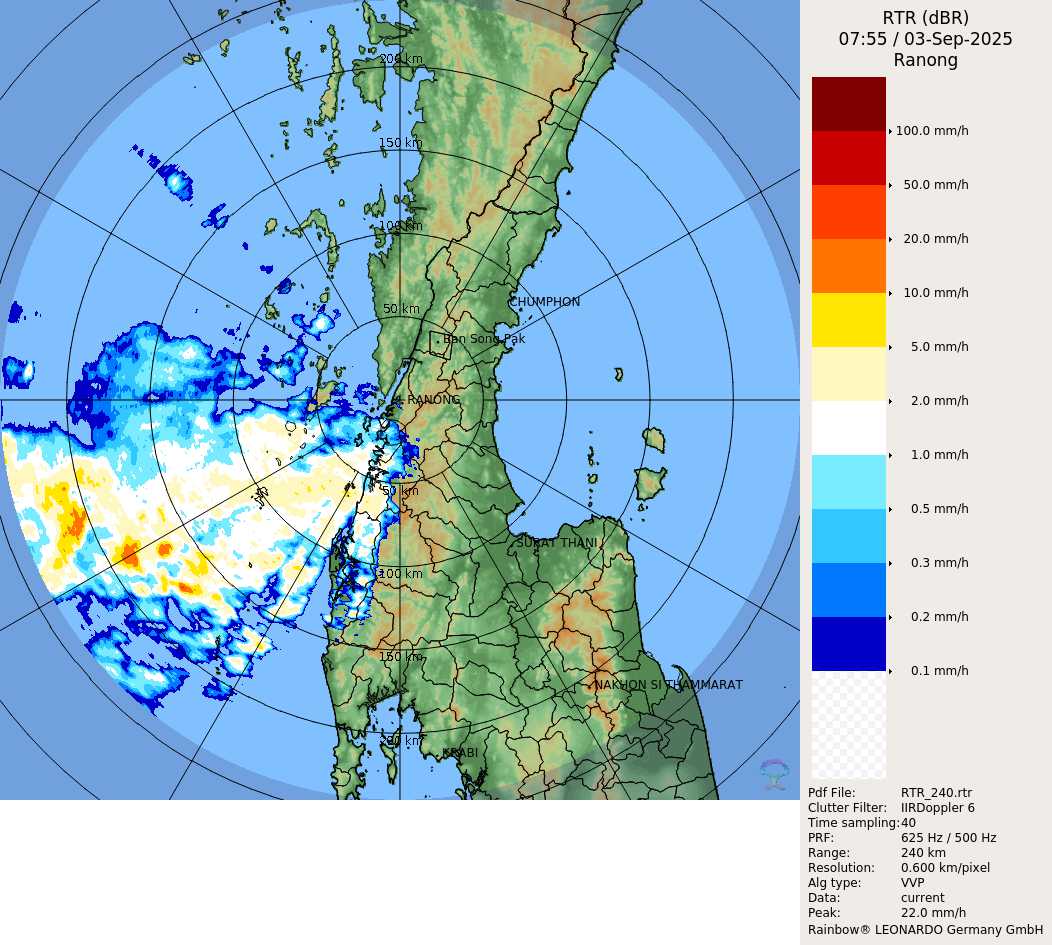 RTR (dBR)
07:55 / 03-Sep-2025
Ranong
200 km
150 km
100 km
50 km
CHUMPHON
Ban Song Pak
RANONG
50 km
SURAT THANI
100 km
150 km
NAKHON SI THAMMARAT
200 km
KRABI
100.0 mm/h
50.0 mm/h
20.0 mm/h
10.0 mm/h
5.0 mm/h
2.0 mm/h
1.0 mm/h
0.5 mm/h
0.3 mm/h
0.2 mm/h
0.1 mm/h
Pdf File: RTR_240.rtr
Clutter Filter: IIRDoppler 6
Time sampling:40
PRF: 625 Hz / 500 Hz
Range: 240 km
Resolution: 0.600 km/pixel
Alg type: VVP
Data: current
Peak: 22.0 mm/h
Rainbow® LEONARDO Germany GmbH